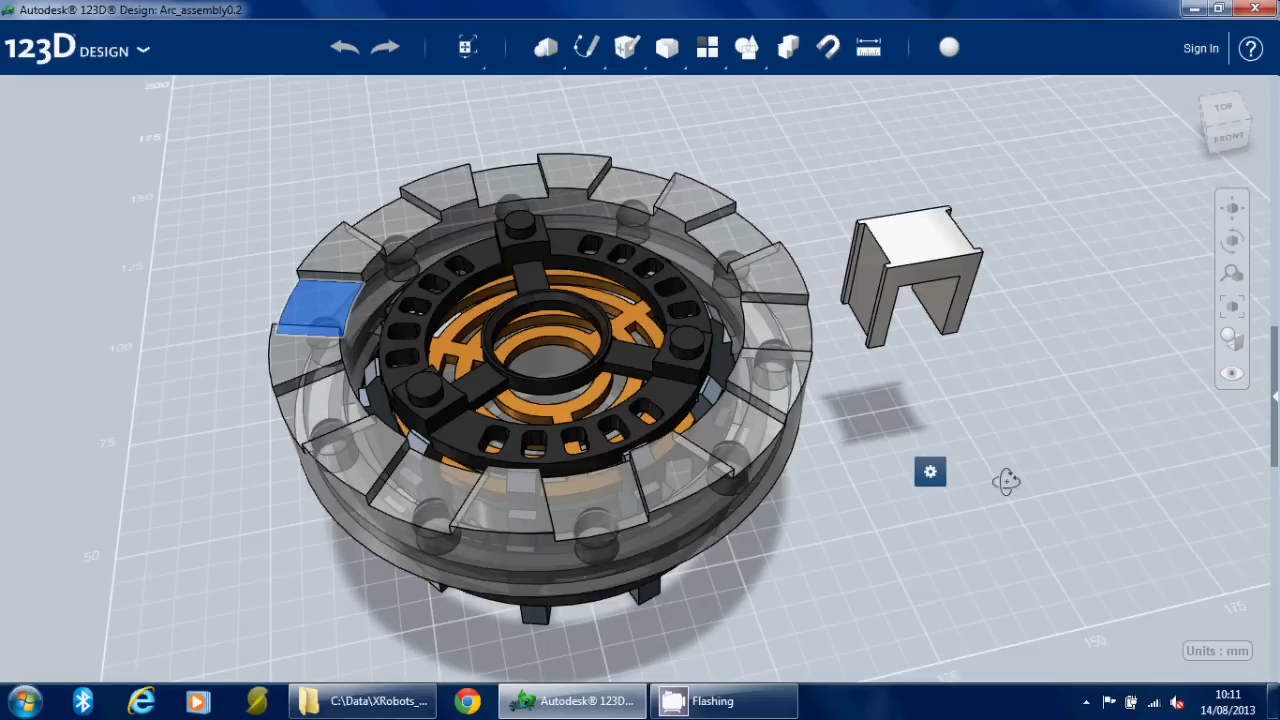 Autodesk® 123D® Design: Arc_assembly0.2
123D DESIGN
Sign In
?
TOP
FRONT
200
175
150
125
100
75
50
175
150
Units : mm
C:\Data\XRobots_...
Autodesk® 123D...
Flashing
10:11
14/08/2013